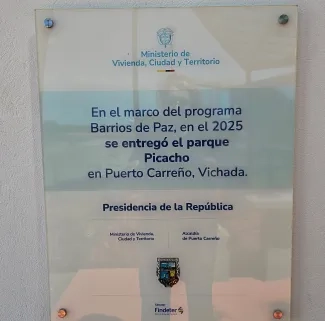 Ministerio de
Vivienda, Ciudad y Territorio
En el marco del programa
Barrios de Paz, en el 2025
se entregó el parque
Picacho
en Puerto Carreño, Vichada.
Presidencia de la República
Ministerio de Vivienda, Alcaldía
Ciudad y Territorio de Puerto Carreño
Findeter